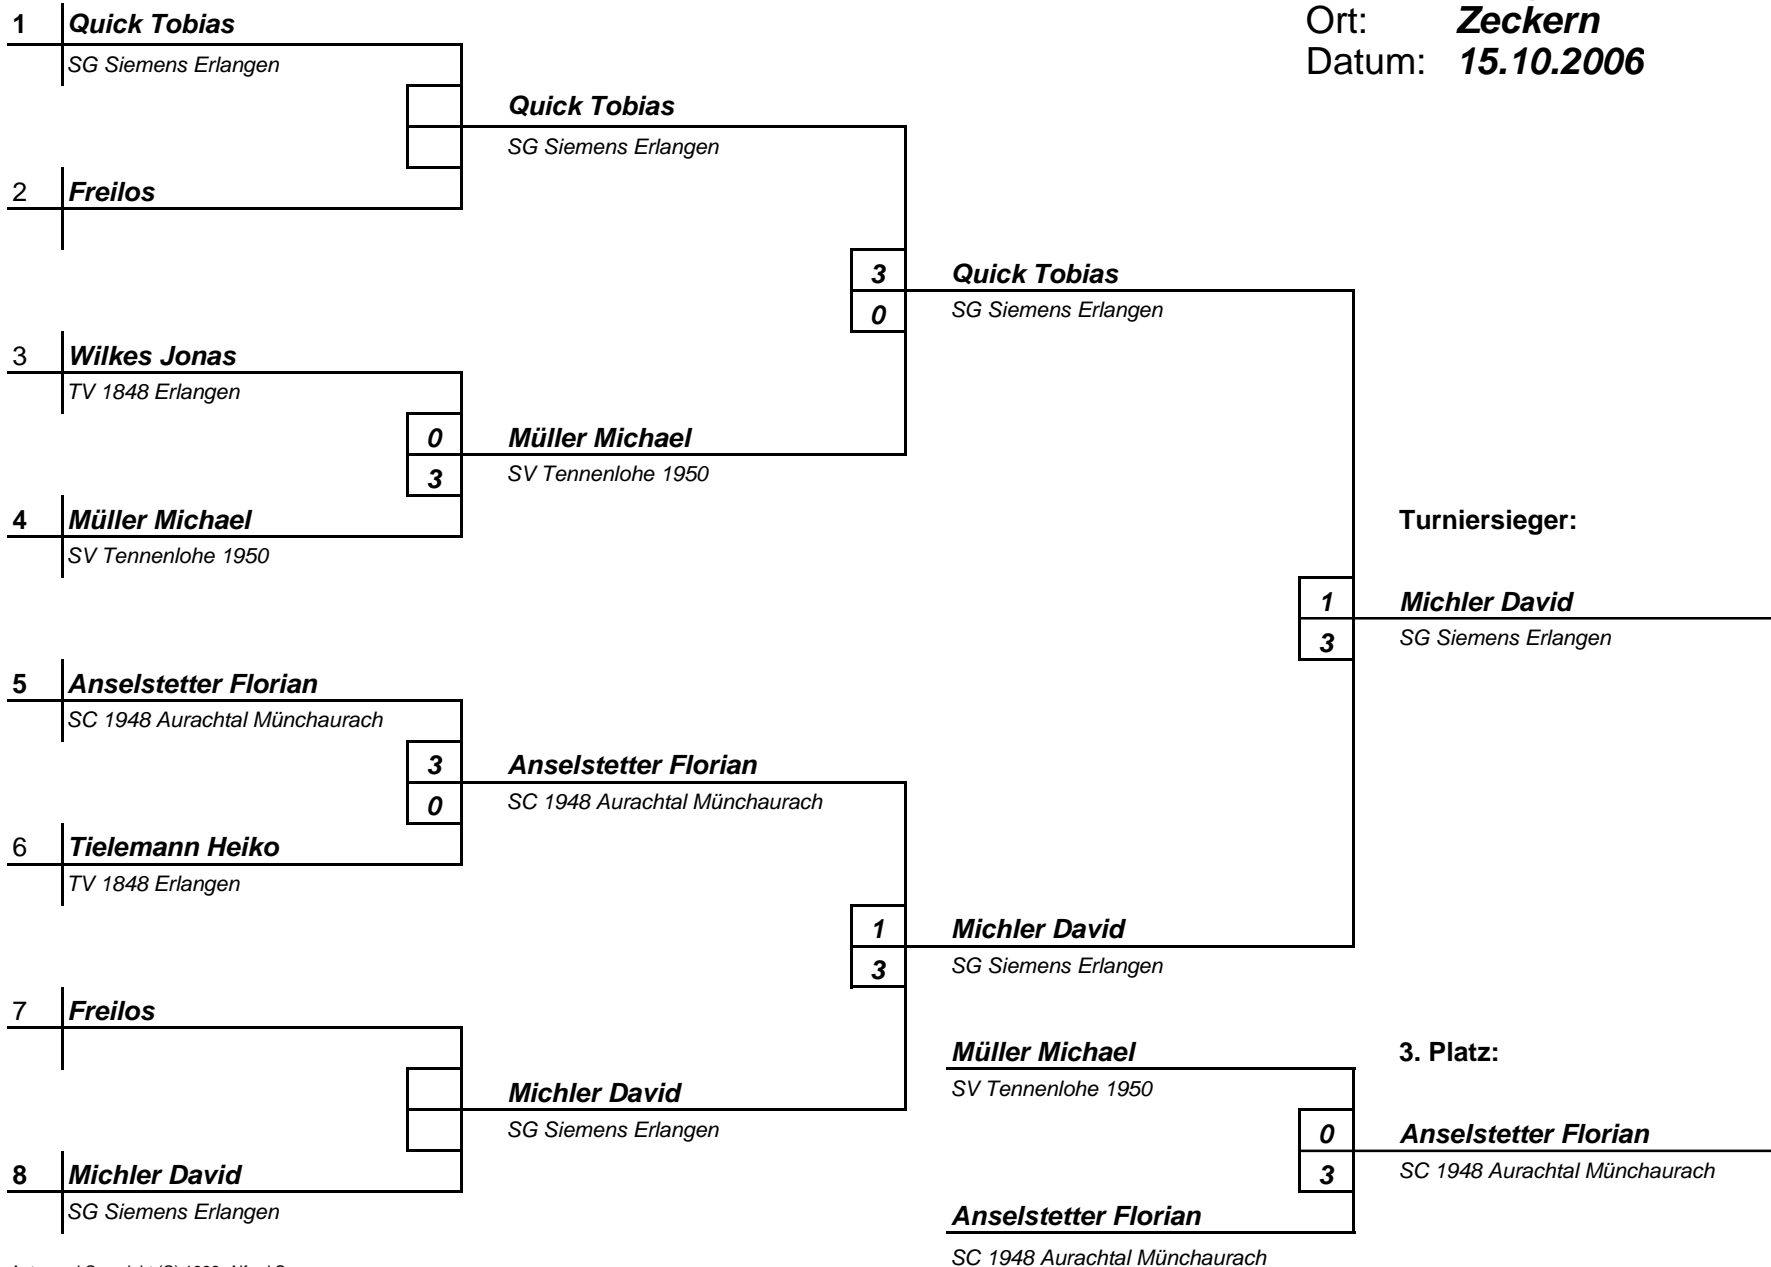 Ort: Zeckern
Datum: 15.10.2006
1 Quick Tobias
SG Siemens Erlangen
Quick Tobias
SG Siemens Erlangen
2 Freilos
3 Quick Tobias
0 SG Siemens Erlangen
3 Wilkes Jonas
TV 1848 Erlangen
0 Müller Michael
3 SV Tennenlohe 1950
4 Müller Michael
SV Tennenlohe 1950
Turniersieger:
1 Michler David
3 SG Siemens Erlangen
5 Anselstetter Florian
SC 1948 Aurachtal Münchaurach
3 Anselstetter Florian
0 SC 1948 Aurachtal Münchaurach
6 Tielemann Heiko
TV 1848 Erlangen
1 Michler David
3 SG Siemens Erlangen
7 Freilos
Michler David
SG Siemens Erlangen
8 Michler David
SG Siemens Erlangen
Müller Michael
SV Tennenlohe 1950
3. Platz:
0 Anselstetter Florian
3 SC 1948 Aurachtal Münchaurach
Anselstetter Florian
SC 1948 Aurachtal Münchaurach